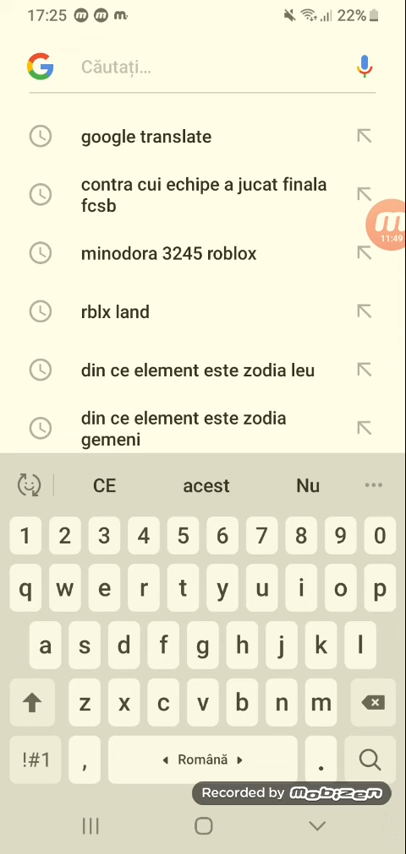 17:25 m m m 22%
G Căutați...
google translate
contra cui echipe a jucat finala
fcsb
m
11:49
minodora 3245 roblox
rblx land
din ce element este zodia leu
din ce element este zodia
gemeni
CE acest Nu ...
1 2 3 4 5 6 7 8 9 0
q w e r t y u i o p
a s d f g h j k l
z x c v b n m
!#1 , Română .
Recorded by mobizen